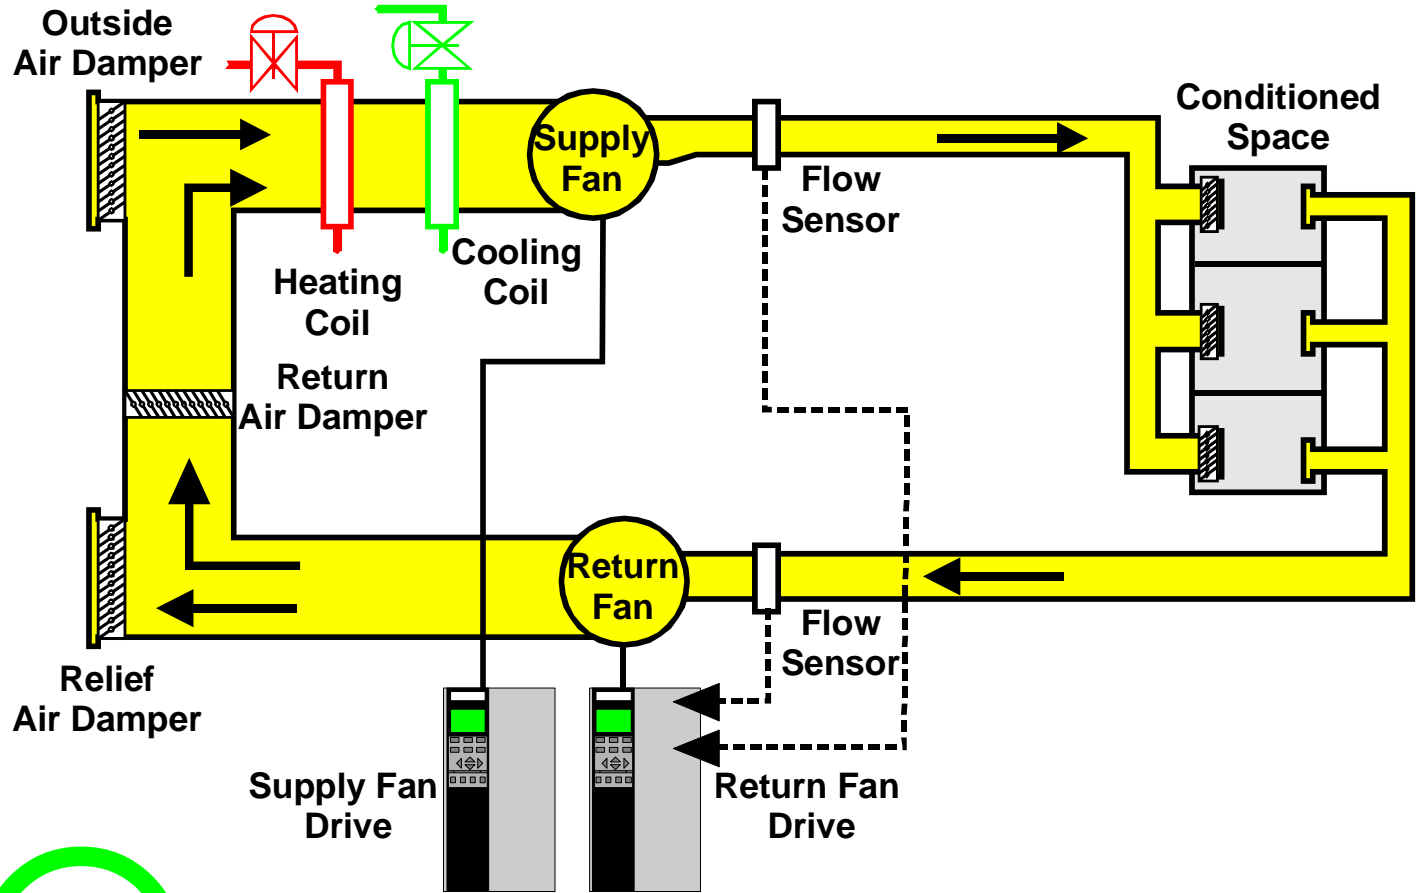 Outside
Air Damper
Conditioned
Space
Supply
Fan
Flow
Sensor
Cooling
Coil
Heating
Coil
Return
Air Damper
Return
Fan
Flow
Sensor
Relief
Air Damper
Supply Fan
Drive
Return Fan
Drive